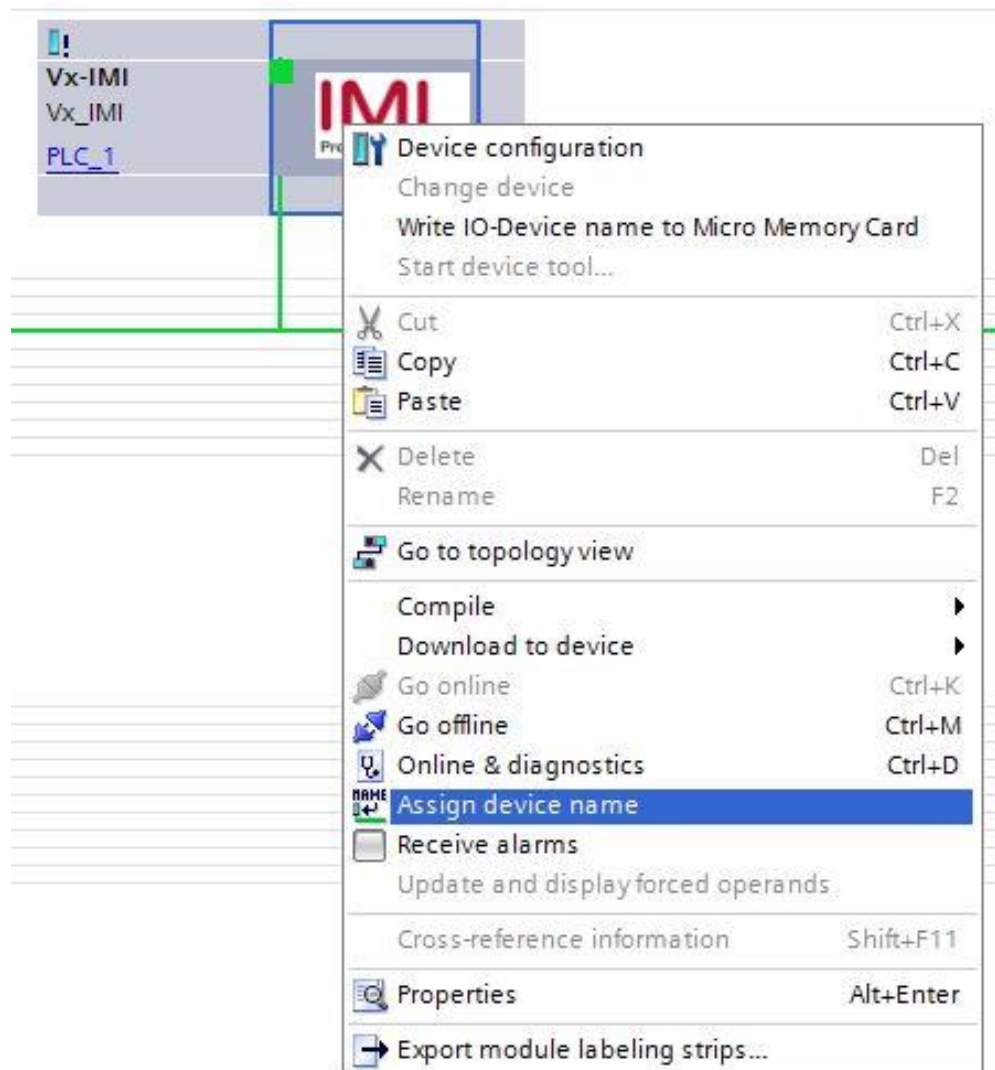 Vx-IMI
Vx_IMI
PLC_1
IMI
Device configuration
Change device
Write IO-Device name to Micro Memory Card
Start device tool...
Cut Ctrl+X
Copy Ctrl+C
Paste Ctrl+V
Delete Del
Rename F2
Go to topology view
Compile
Download to device
Go online Ctrl+K
Go offline Ctrl+M
Online & diagnostics Ctrl+D
NAME
Assign device name
Receive alarms
Update and display forced operands
Cross-reference information Shift+F11
Properties Alt+Enter
Export module labeling strips...